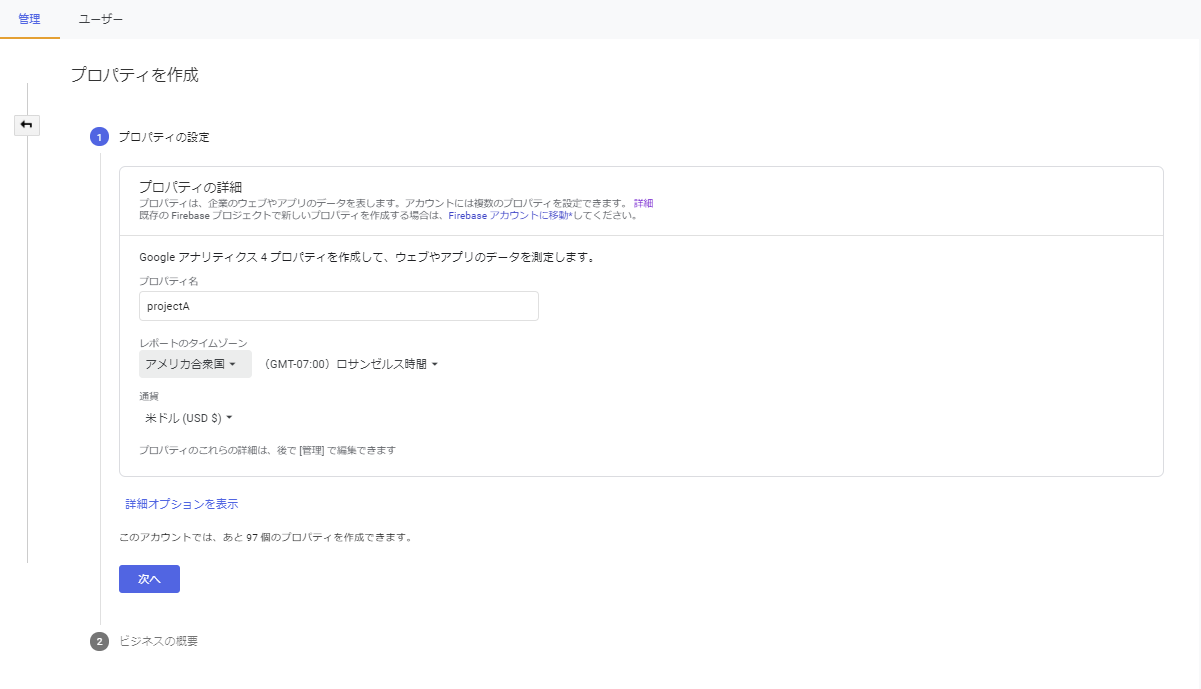 管理 ユーザー
プロパティを作成
1 プロパティの設定
プロパティの詳細
プロパティは、企業のウェブやアプリのデータを表します。アカウントには複数のプロパティを設定できます。 詳細
既存の Firebase プロジェクトで新しいプロパティを作成する場合は、Firebase アカウントに移動*してください。
Google アナリティクス 4 プロパティを作成して、ウェブやアプリのデータを測定します。
プロパティ名
projectA
レポートのタイムゾーン
アメリカ合衆国 （GMT-07:00）ロサンゼルス時間
通貨
米ドル (USD $)
プロパティのこれらの詳細は、後で [管理] で編集できます
詳細オプションを表示
このアカウントでは、あと 97 個のプロパティを作成できます。
次へ
2 ビジネスの概要